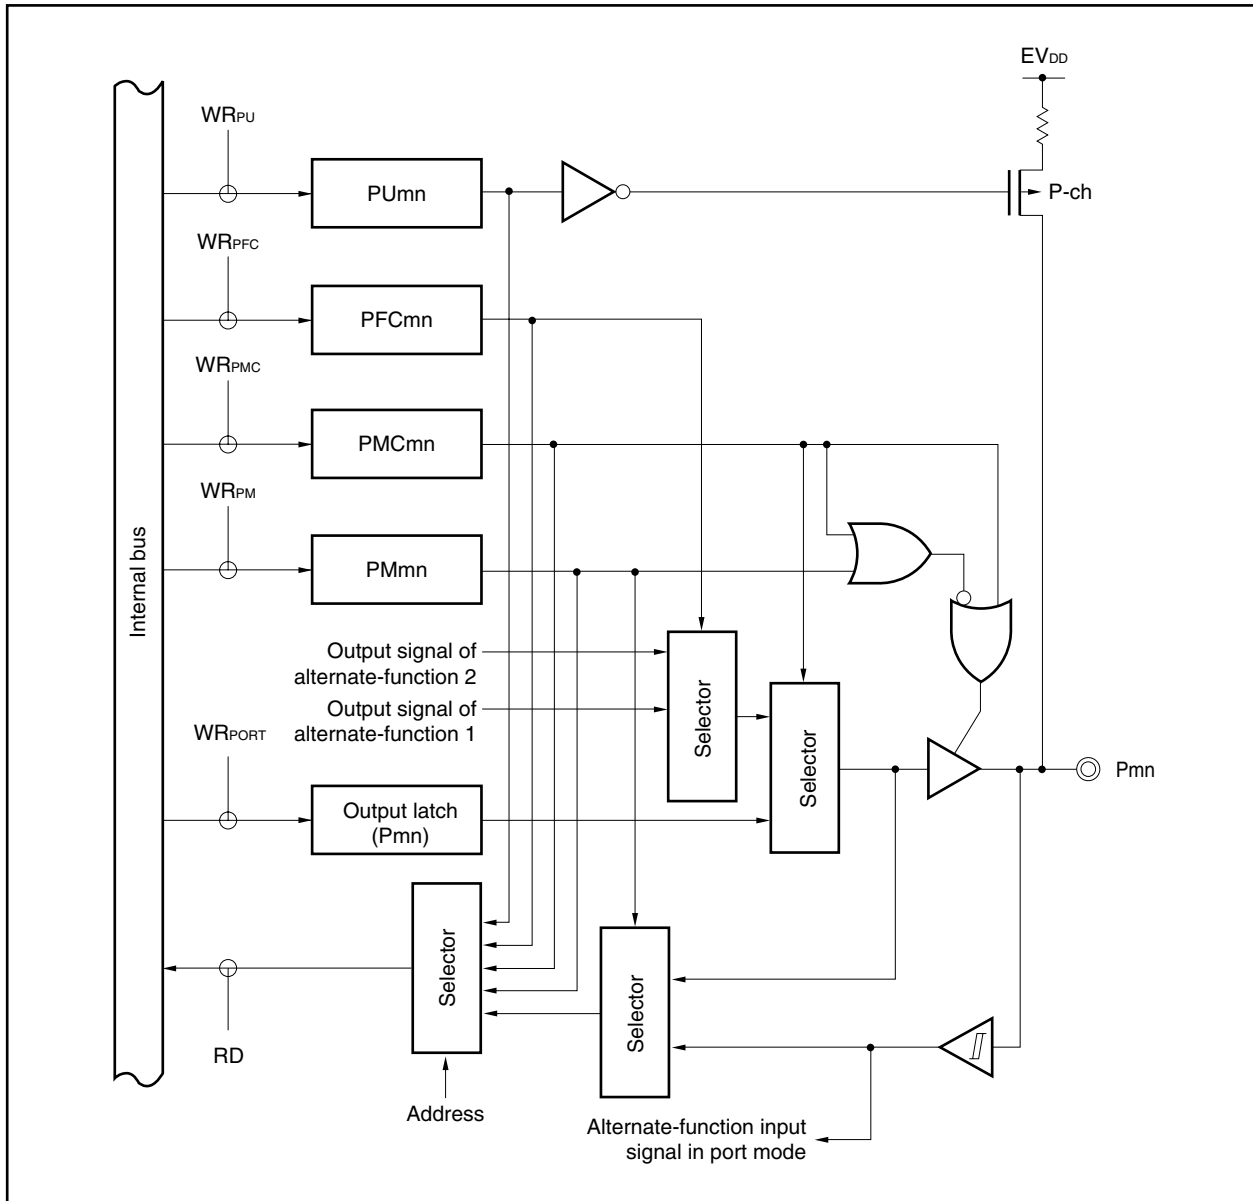 EVDD
WRPU
PUmn
P-ch
WRPFC
PFCmn
WRPMC
PMCmn
WRPM
PMmn
Internal bus
Output signal of
alternate-function 2
Output signal of
alternate-function 1
Selector
Selector
WRPORT
Output latch
(Pmn)
Pmn
Selector
Selector
RD
Address
Alternate-function input
signal in port mode